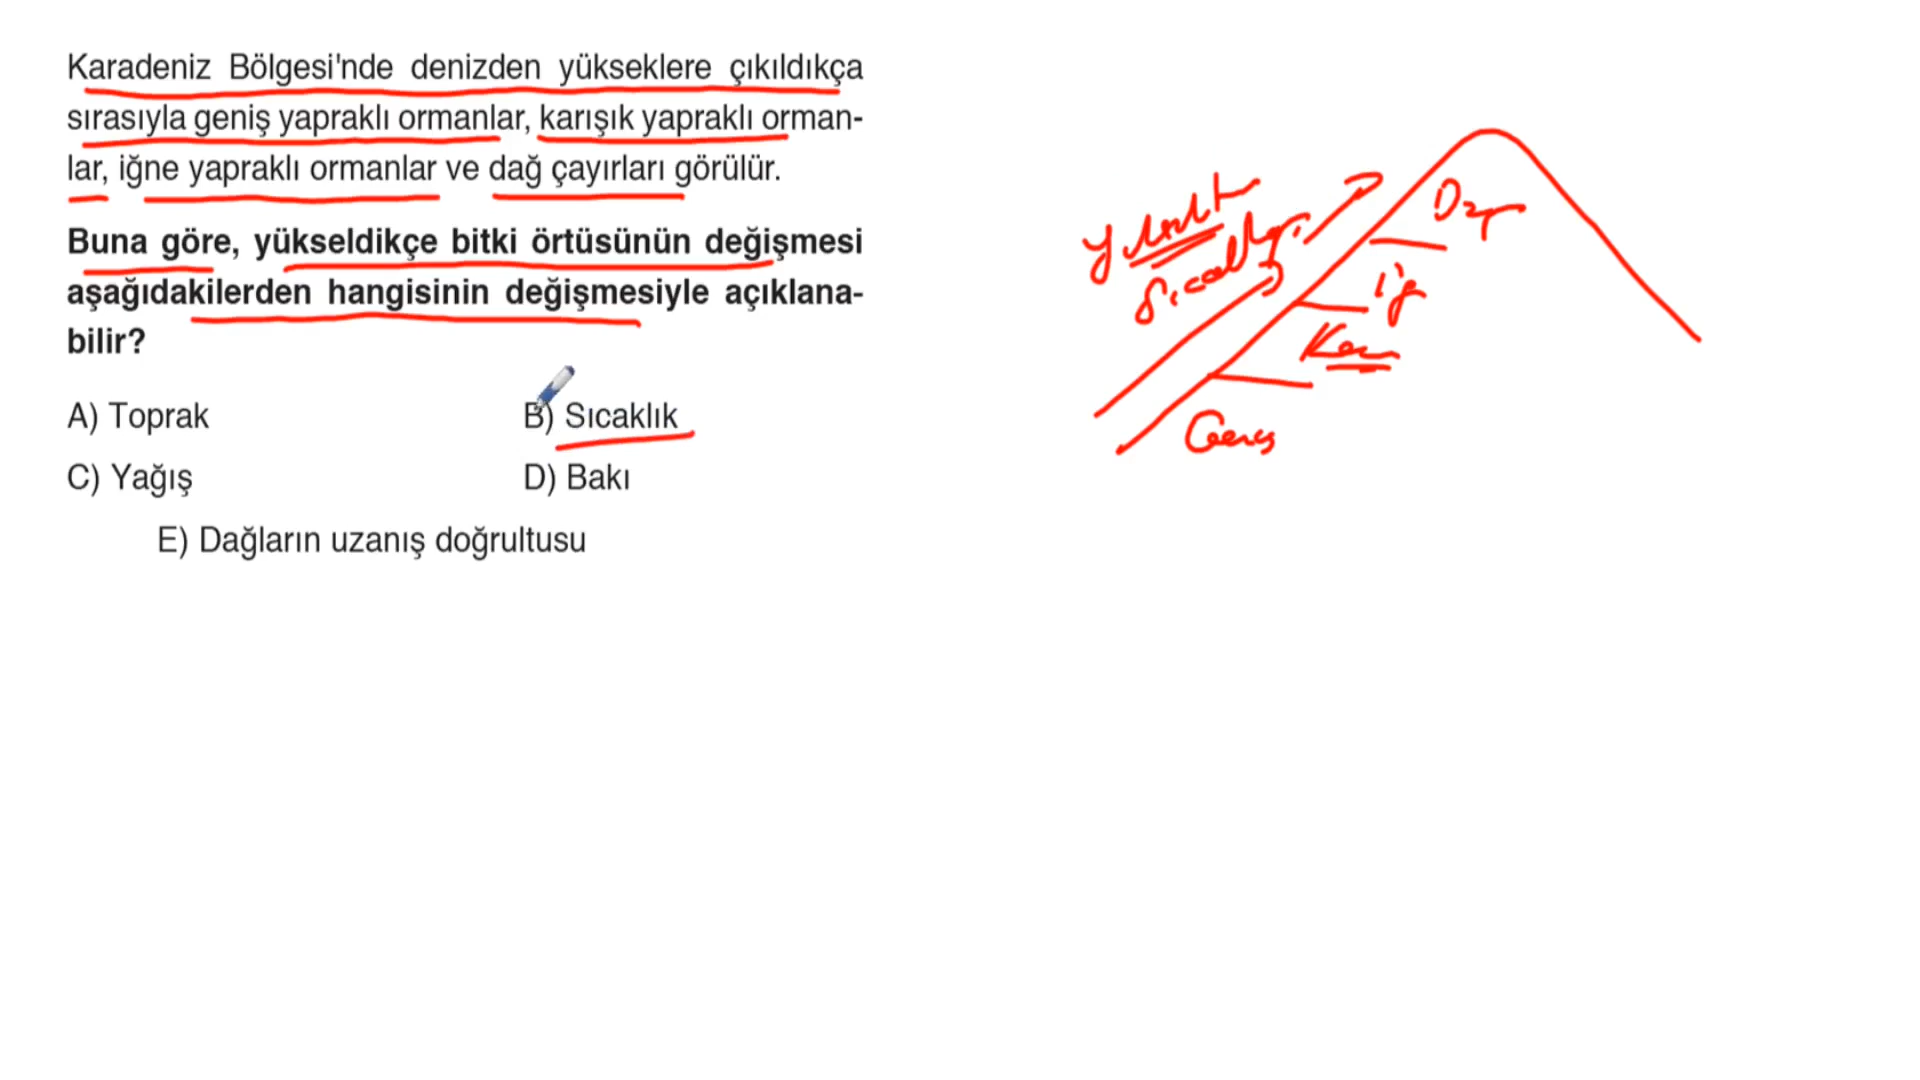 Karadeniz Bölgesi'nde denizden yükseklere çıkıldıkça
sırasıyla geniş yapraklı ormanlar, karışık yapraklı orman-
lar, iğne yapraklı ormanlar ve dağ çayırları görülür.
Buna göre, yükseldikçe bitki örtüsünün değişmesi
aşağıdakilerden hangisinin değişmesiyle açıklana-
bilir?
A) Toprak
B) Sıcaklık
C) Yağış
D) Bakı
E) Dağların uzanış doğrultusu
Geniş